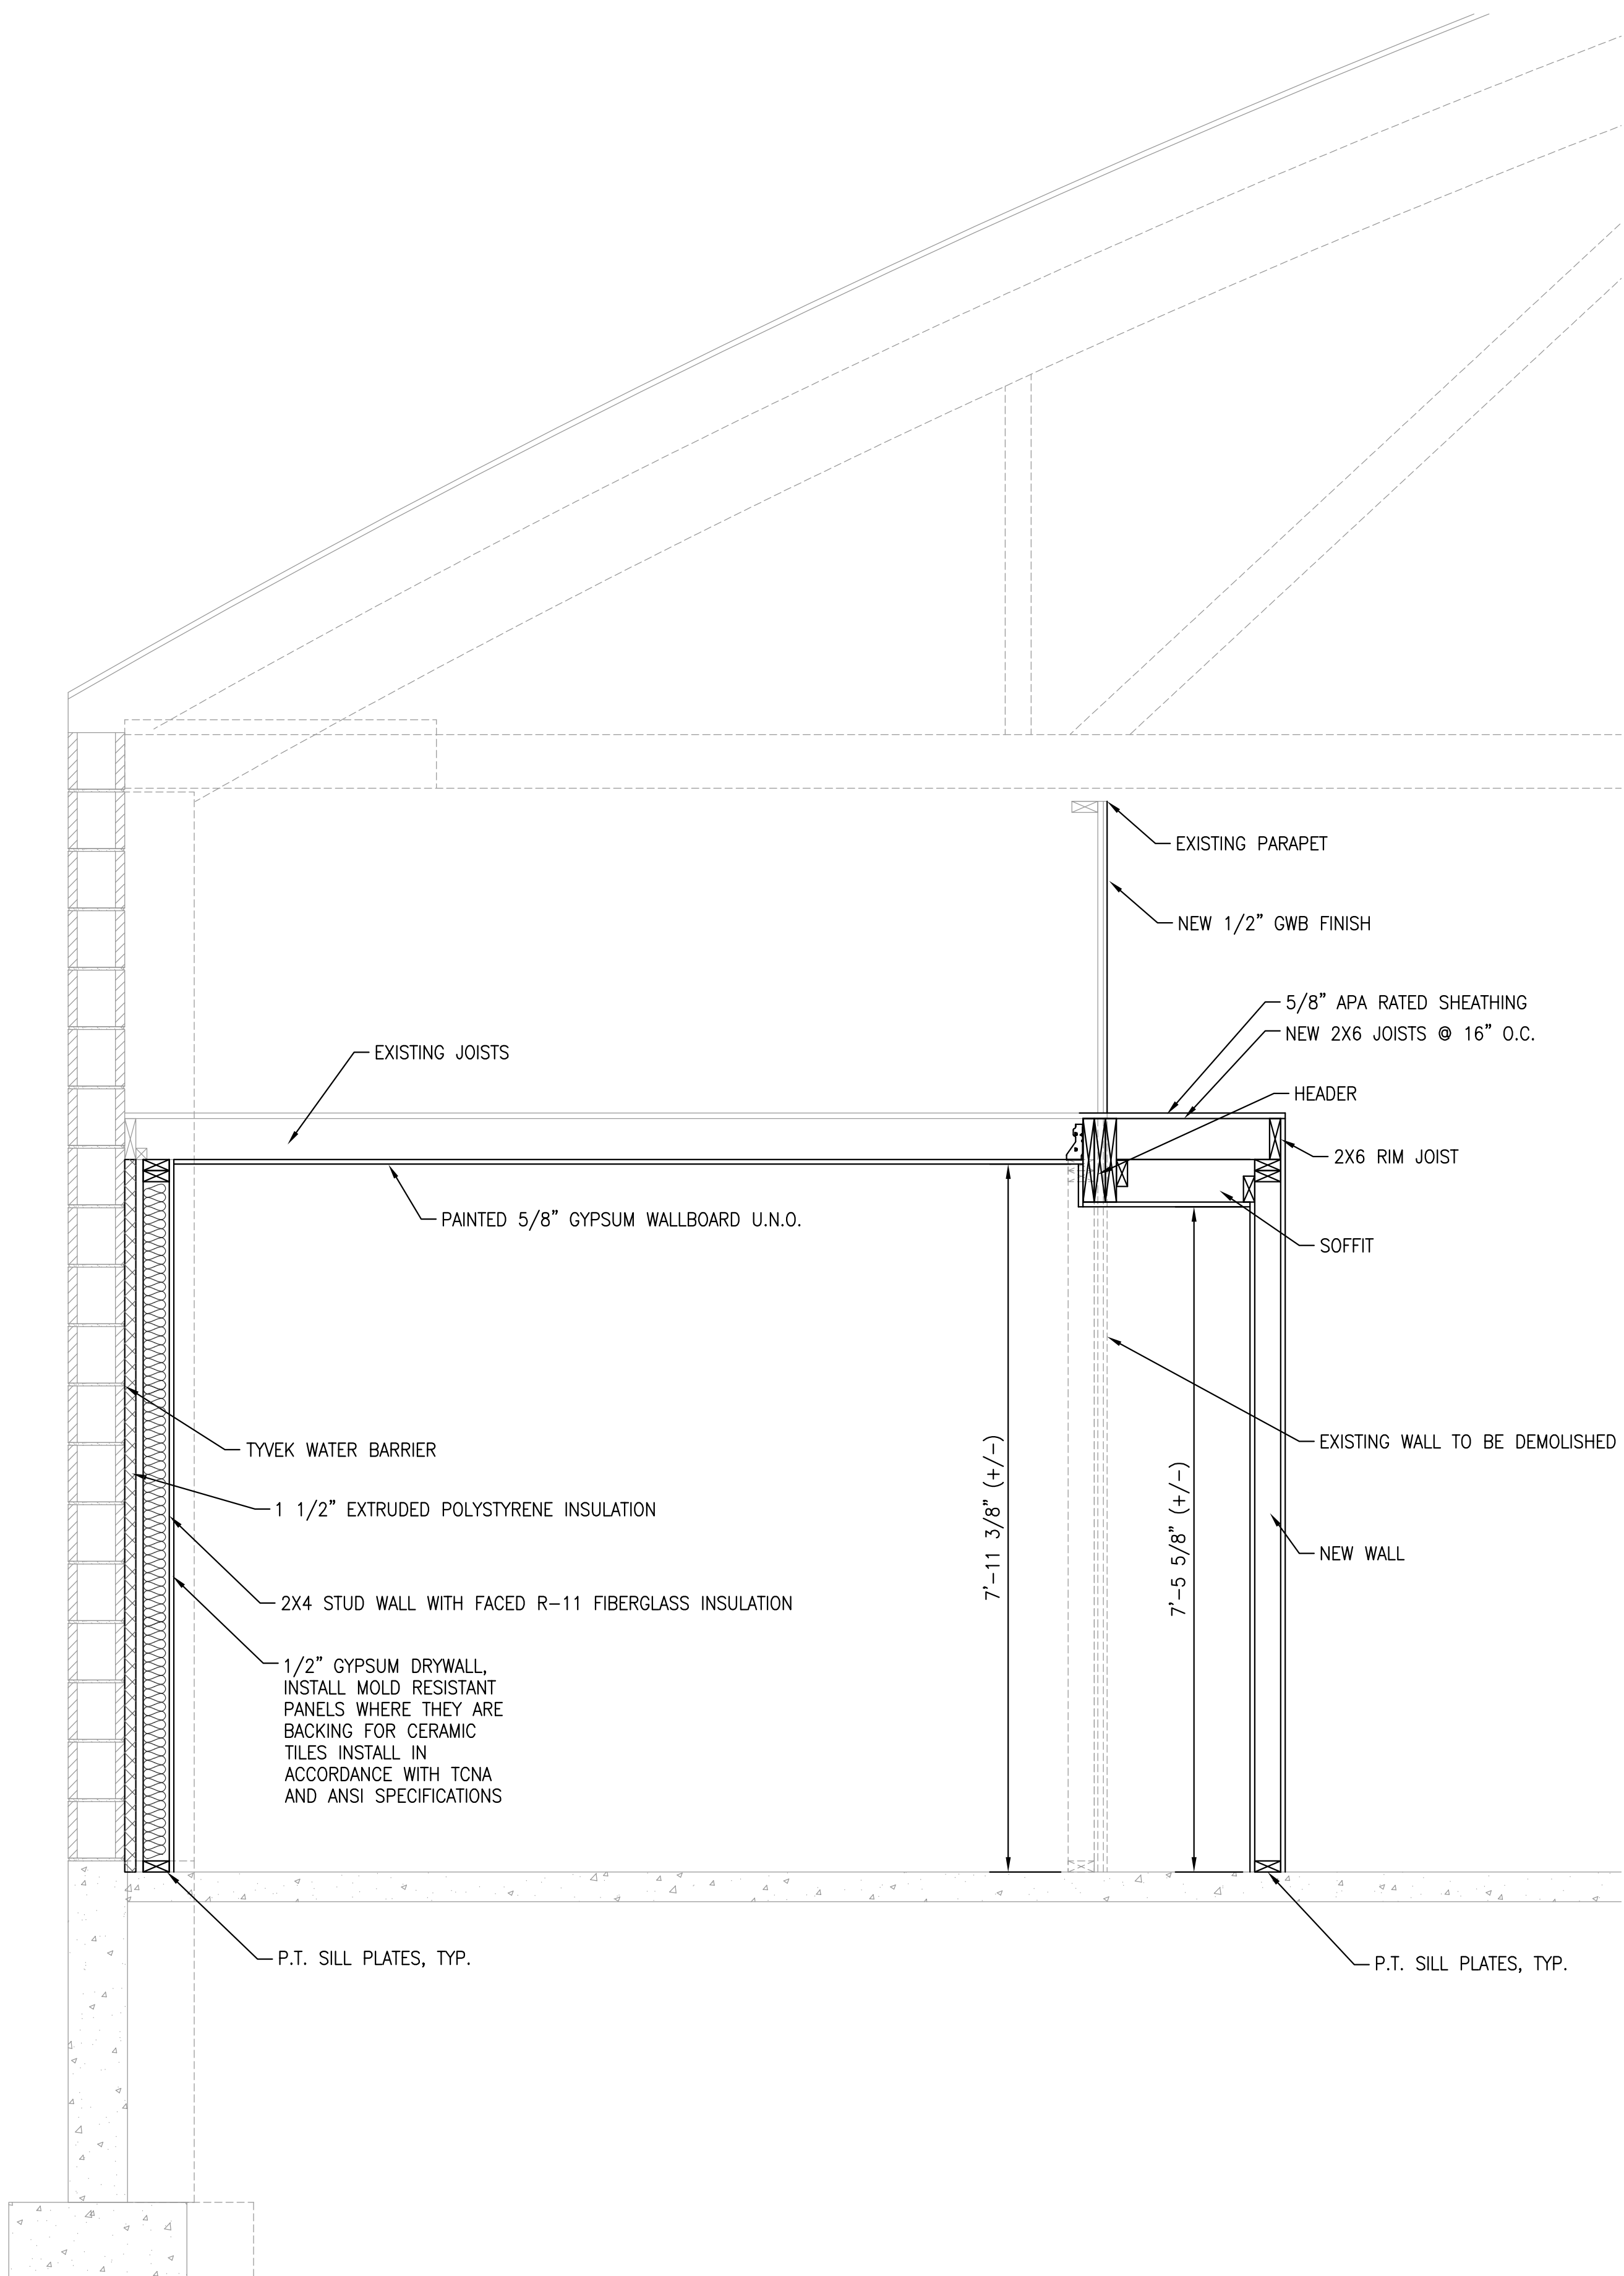 EXISTING PARAPET
NEW 1/2" GWB FINISH
5/8" APA RATED SHEATHING
NEW 2X6 JOISTS @ 16" O.C.
EXISTING JOISTS
HEADER
2X6 RIM JOIST
PAINTED 5/8" GYPSUM WALLBOARD U.N.O.
SOFFIT
EXISTING WALL TO BE DEMOLISHED
TYVEK WATER BARRIER
1 1/2" EXTRUDED POLYSTYRENE INSULATION
7'-11 3/8" (+/-)
7'-5 5/8" (+/-)
NEW WALL
2X4 STUD WALL WITH FACED R-11 FIBERGLASS INSULATION
1/2" GYPSUM DRYWALL,
INSTALL MOLD RESISTANT
PANELS WHERE THEY ARE
BACKING FOR CERAMIC
TILES INSTALL IN
ACCORDANCE WITH TCNA
AND ANSI SPECIFICATIONS
P.T. SILL PLATES, TYP.
P.T. SILL PLATES, TYP.